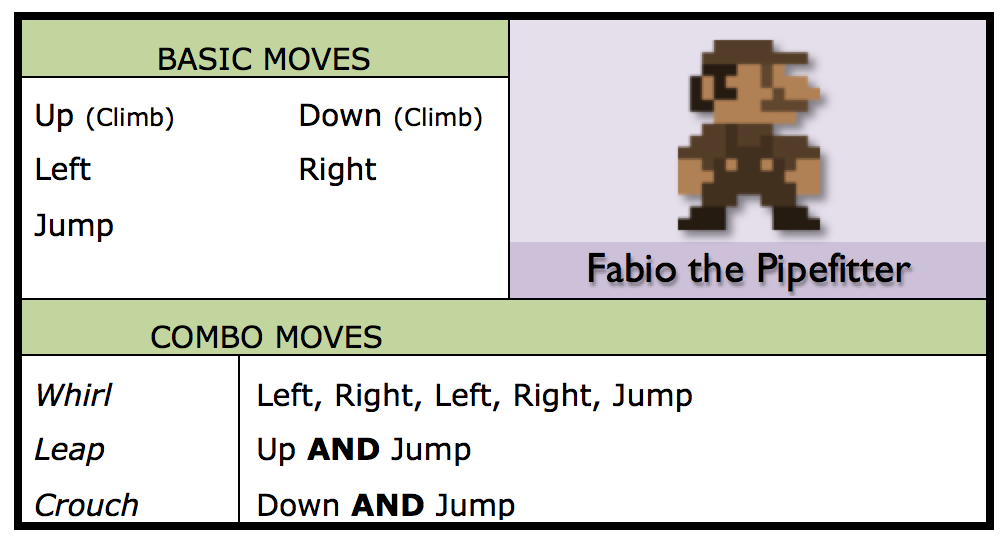 BASIC MOVES
Up (Climb) Down (Climb)
Left Right
Jump
Fabio the Pipefitter
COMBO MOVES
Whirl Left, Right, Left, Right, Jump
Leap Up AND Jump
Crouch Down AND Jump